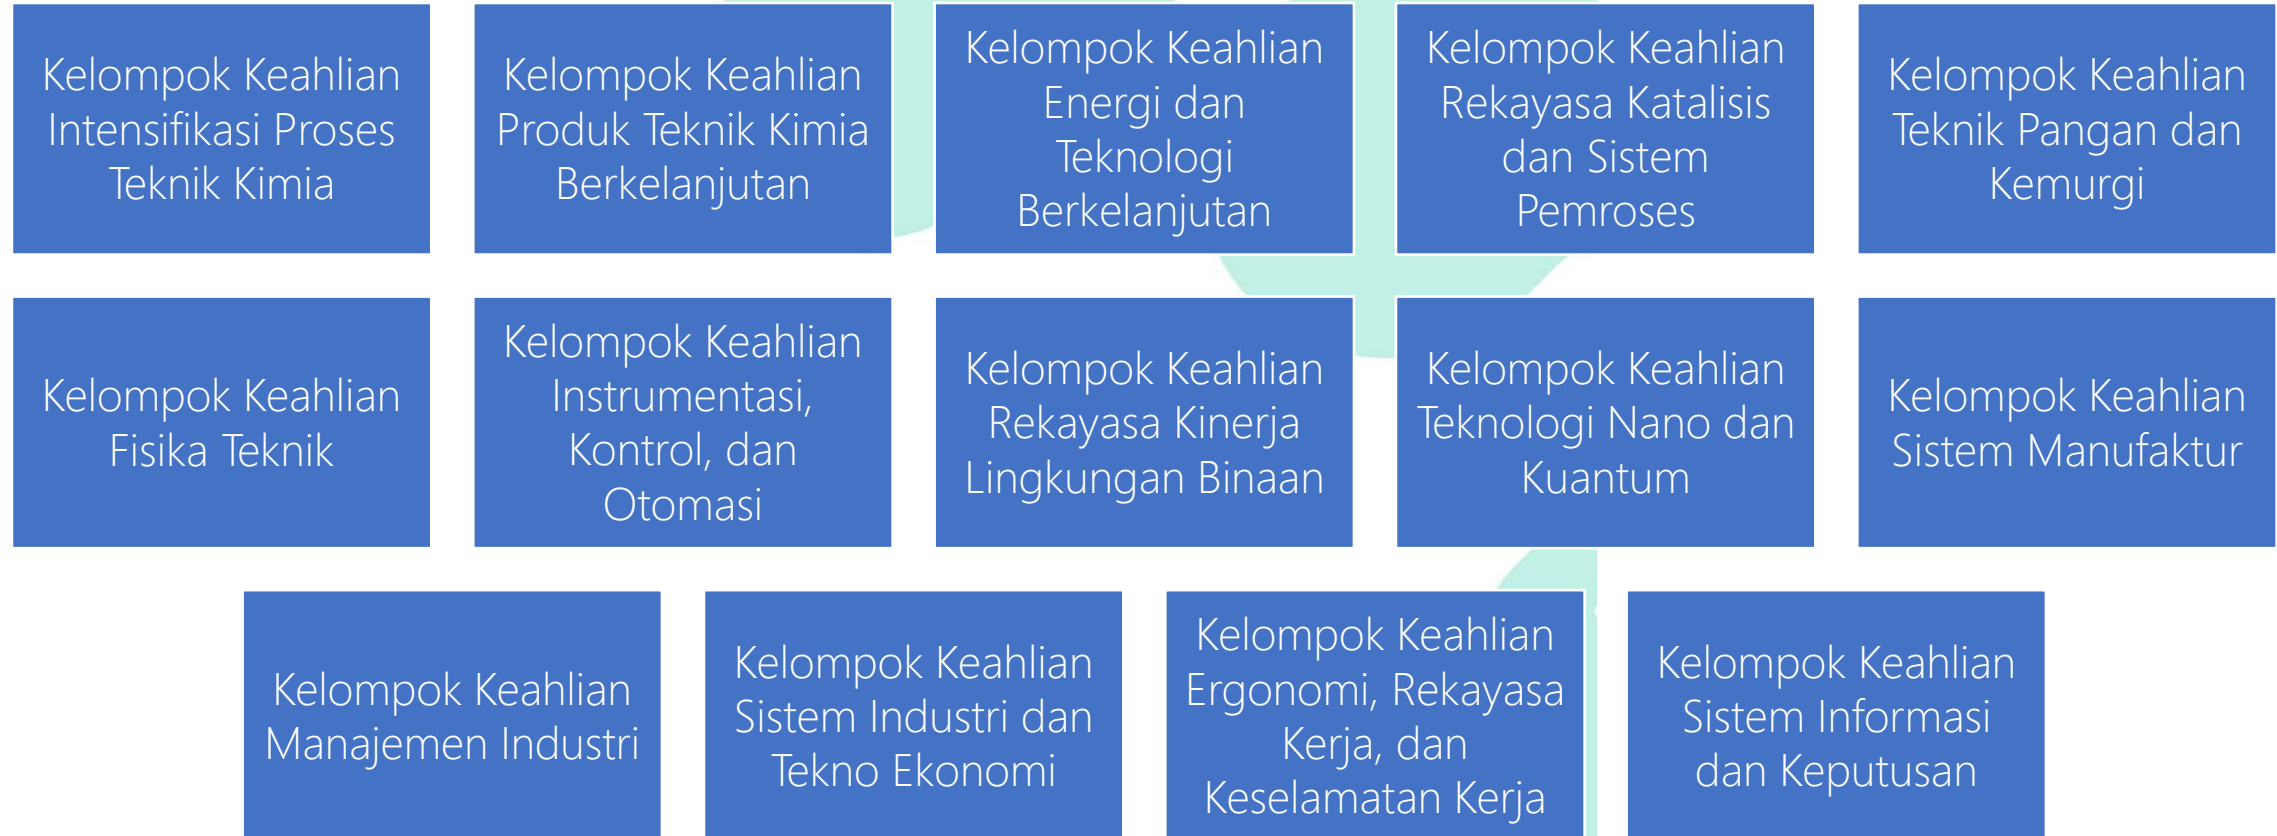 Kelompok Keahlian
Intensifikasi Proses
Teknik Kimia
Kelompok Keahlian
Produk Teknik Kimia
Berkelanjutan
Kelompok Keahlian
Energi dan
Teknologi
Berkelanjutan
Kelompok Keahlian
Rekayasa Katalisis
dan Sistem
Pemroses
Kelompok Keahlian
Teknik Pangan dan
Kemurgi
Kelompok Keahlian
Fisika Teknik
Kelompok Keahlian
Instrumentasi,
Kontrol, dan
Otomasi
Kelompok Keahlian
Rekayasa Kinerja
Lingkungan Binaan
Kelompok Keahlian
Teknologi Nano dan
Kuantum
Kelompok Keahlian
Sistem Manufaktur
Kelompok Keahlian
Manajemen Industri
Kelompok Keahlian
Sistem Industri dan
Tekno Ekonomi
Kelompok Keahlian
Ergonomi, Rekayasa
Kerja, dan
Keselamatan Kerja
Kelompok Keahlian
Sistem Informasi
dan Keputusan